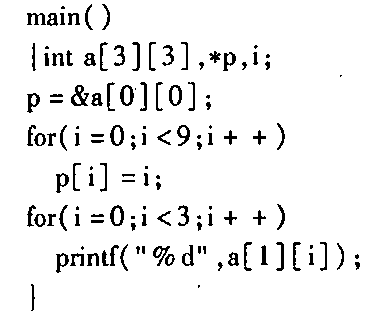 main()
{int a[3][3],*p,i;
p=&a[0][0];
for(i=0;i<9;i++)
p[i]=i;
for(i=0;i<3;i++)
printf("%d",a[1][i]);
}